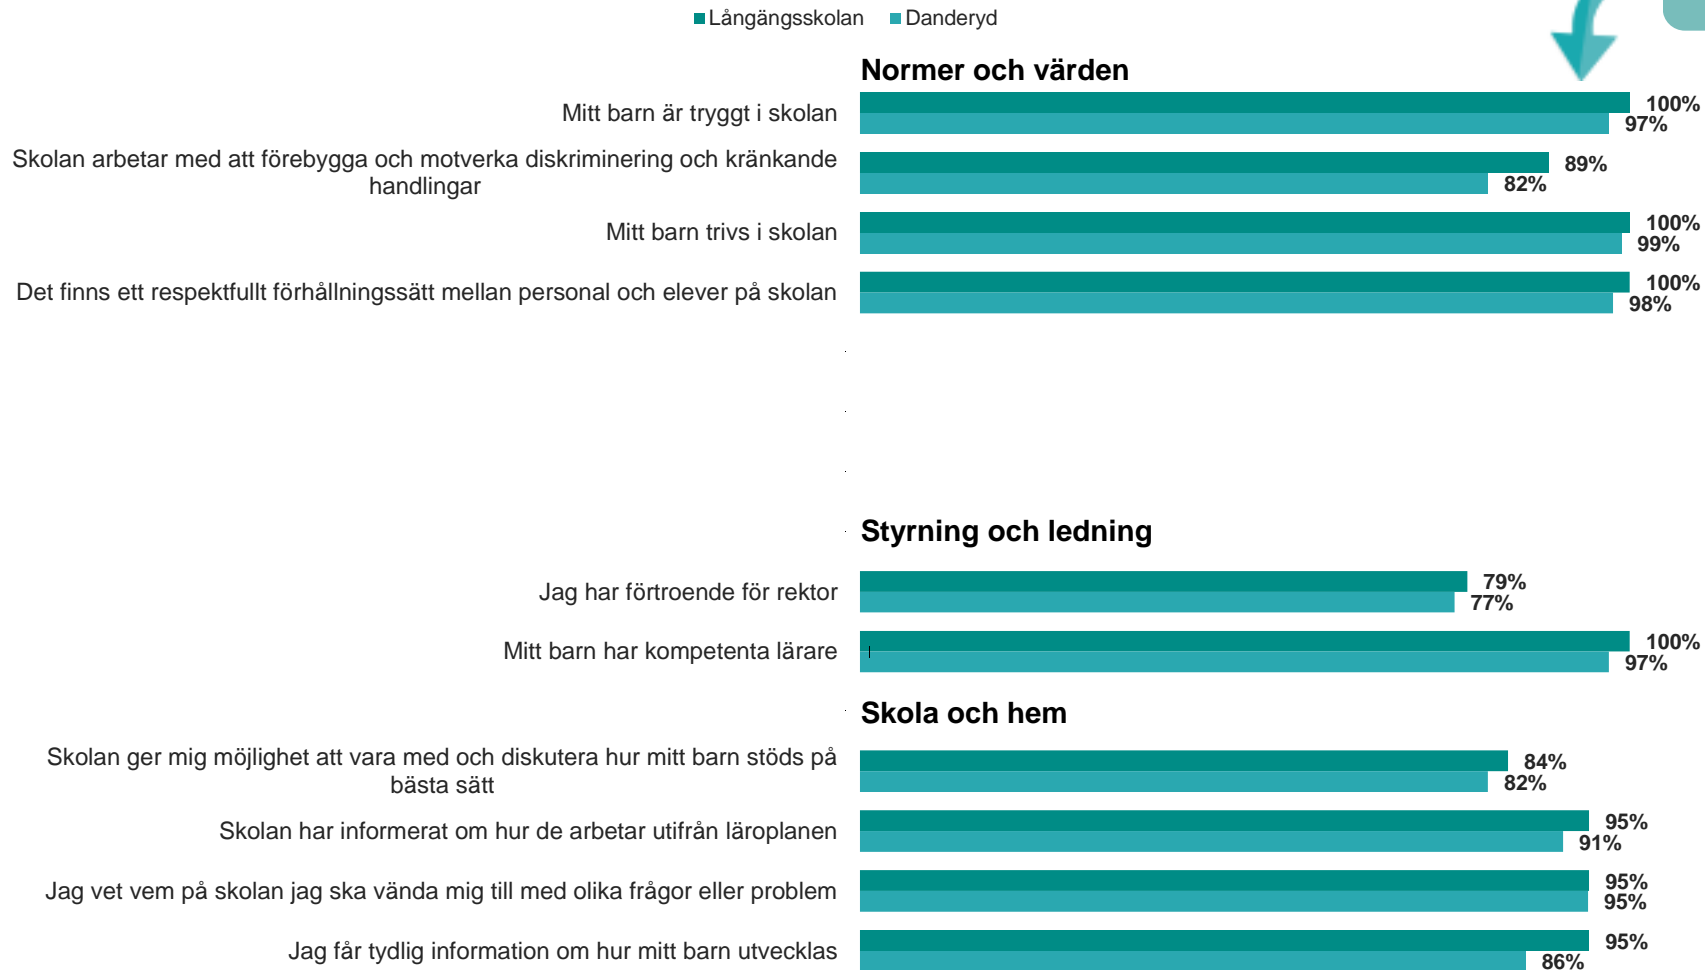 Långängsskolan Danderyd
Normer och värden
Mitt barn är tryggt i skolan
100%
97%
Skolan arbetar med att förebygga och motverka diskriminering och kränkande
handlingar
89%
82%
Mitt barn trivs i skolan
100%
99%
Det finns ett respektfullt förhållningssätt mellan personal och elever på skolan
100%
98%
Styrning och ledning
Jag har förtroende för rektor
79%
77%
Mitt barn har kompetenta lärare
100%
97%
Skola och hem
Skolan ger mig möjlighet att vara med och diskutera hur mitt barn stöds på
bästa sätt
84%
82%
Skolan har informerat om hur de arbetar utifrån läroplanen
95%
91%
Jag vet vem på skolan jag ska vända mig till med olika frågor eller problem
95%
95%
Jag får tydlig information om hur mitt barn utvecklas
95%
86%